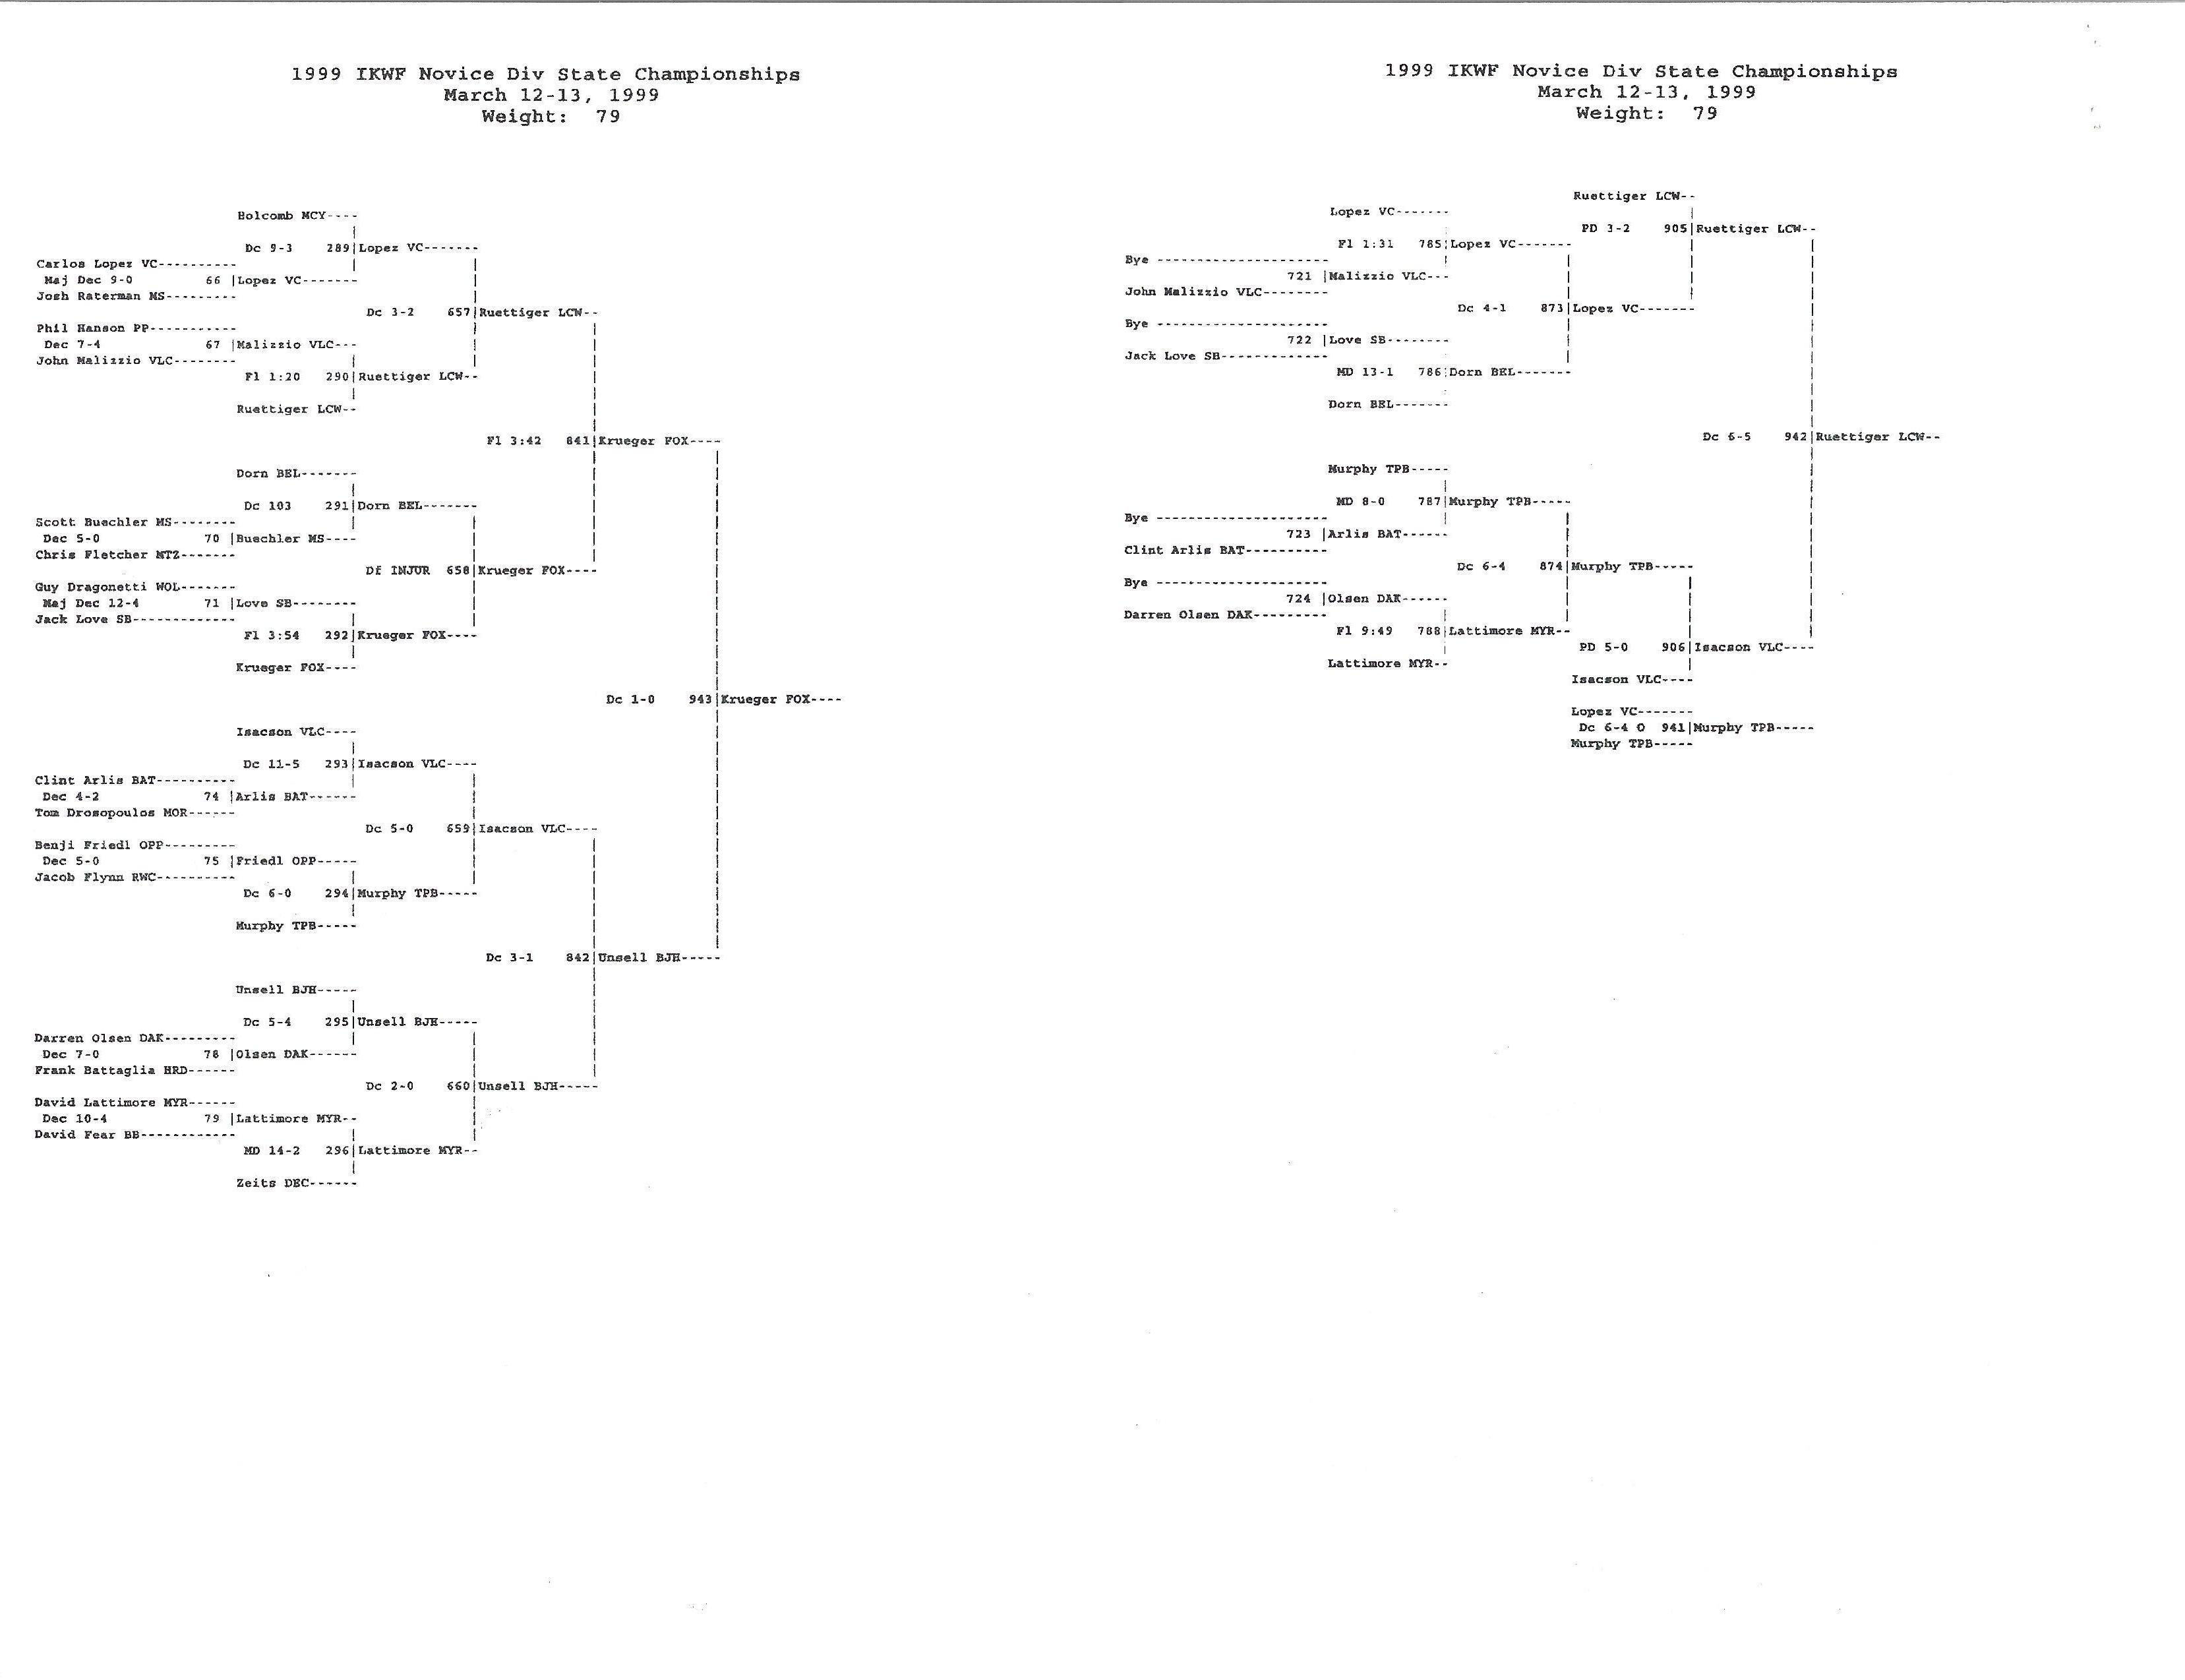 1999 IKWF Novice Div State Championships
March 12-13, 1999
Weight: 79
Holcomb MCY----
Dc 9-3 289|Lopez VC-------
Carlos Lopez VC----------
Maj Dec 9-0 66 |Lopez VC-------
Josh Raterman MS---------
Dc 3-2 657|Ruettiger LCW--
Phil Hanson PP-----------
Dec 7-4 67 |Malizzio VLC---
John Malizzio VLC--------
Fl 1:20 290|Ruettiger LCW--
Ruettiger LCW--
Fl 3:42 841|Krueger FOX----
Dorn BEL-------
Dc 103 291|Dorn BEL-------
Scott Buechler MS--------
Dec 5-0 70 |Buechler MS----
Chris Fletcher MTZ-------
Df INJUR 658|Krueger FOX----
Guy Dragonetti WOL-------
Maj Dec 12-4 71 |Love SB--------
Jack Love SB-------------
Fl 3:54 292|Krueger FOX----
Krueger FOX----
Dc 1-0 943|Krueger FOX----
Isacson VLC----
Dc 11-5 293|Isacson VLC----
Clint Arlis BAT----------
Dec 4-2 74 |Arlis BAT------
Tom Drosopoulos MOR------
Dc 5-0 659|Isacson VLC----
Benji Friedl OPP---------
Dec 5-0 75 |Friedl OPP-----
Jacob Flynn RWC----------
Dc 6-0 294|Murphy TPB-----
Murphy TPB-----
Dc 3-1 842|Unsell BJH-----
Unsell BJH-----
Dc 5-4 295|Unsell BJH-----
Darren Olsen DAK---------
Dec 7-0 78 |Olsen DAK------
Frank Battaglia HRD------
Dc 2-0 660|Unsell BJH-----
David Lattimore MYR------
Dec 10-4 79 |Lattimore MYR--
David Fear BB------------
MD 14-2 296|Lattimore MYR--
Zeits DEC------
1999 IKWF Novice Div State Championships
March 12-13, 1999
Weight: 79
Ruettiger LCW--
Lopez VC-------
PD 3-2 905|Ruettiger LCW--
Fl 1:31 785|Lopez VC-------
Bye ---------------------
721 |Malizzio VLC---
John Malizzio VLC--------
Dc 4-1 873|Lopez VC-------
Bye ---------------------
722 |Love SB--------
Jack Love SB-------------
MD 13-1 786|Dorn BEL-------
Dorn BEL-------
Dc 6-5 942|Ruettiger LCW--
Murphy TPB-----
MD 8-0 787|Murphy TPB-----
Bye ---------------------
723 |Arlis BAT------
Clint Arlis BAT----------
Dc 6-4 874|Murphy TPB-----
Bye ---------------------
724 |Olsen DAK------
Darren Olsen DAK---------
Fl 9:49 788|Lattimore MYR--
PD 5-0 906|Isacson VLC----
Lattimore MYR--
Isacson VLC----
Lopez VC-------
Dc 6-4 O 941|Murphy TPB-----
Murphy TPB-----